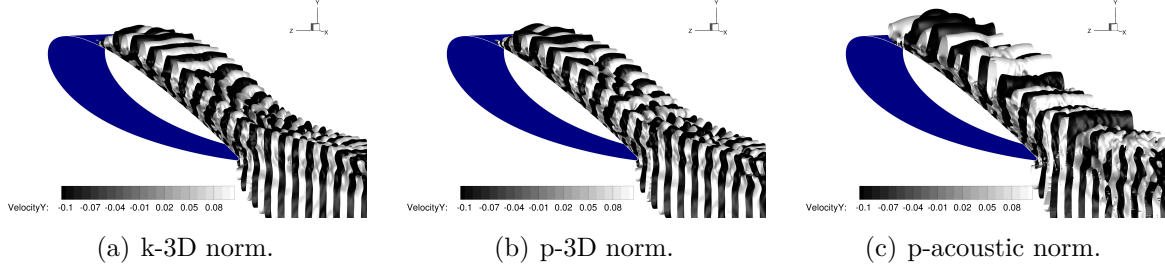 Y
Z
X
VelocityY: -0.1 -0.07 -0.04 -0.01 0.02 0.05 0.08
(a) k-3D norm.
Y
Z
X
VelocityY: -0.1 -0.07 -0.04 -0.01 0.02 0.05 0.08
(b) p-3D norm.
Y
Z
X
VelocityY: -0.1 -0.07 -0.04 -0.01 0.02 0.05 0.08
(c) p-acoustic norm.